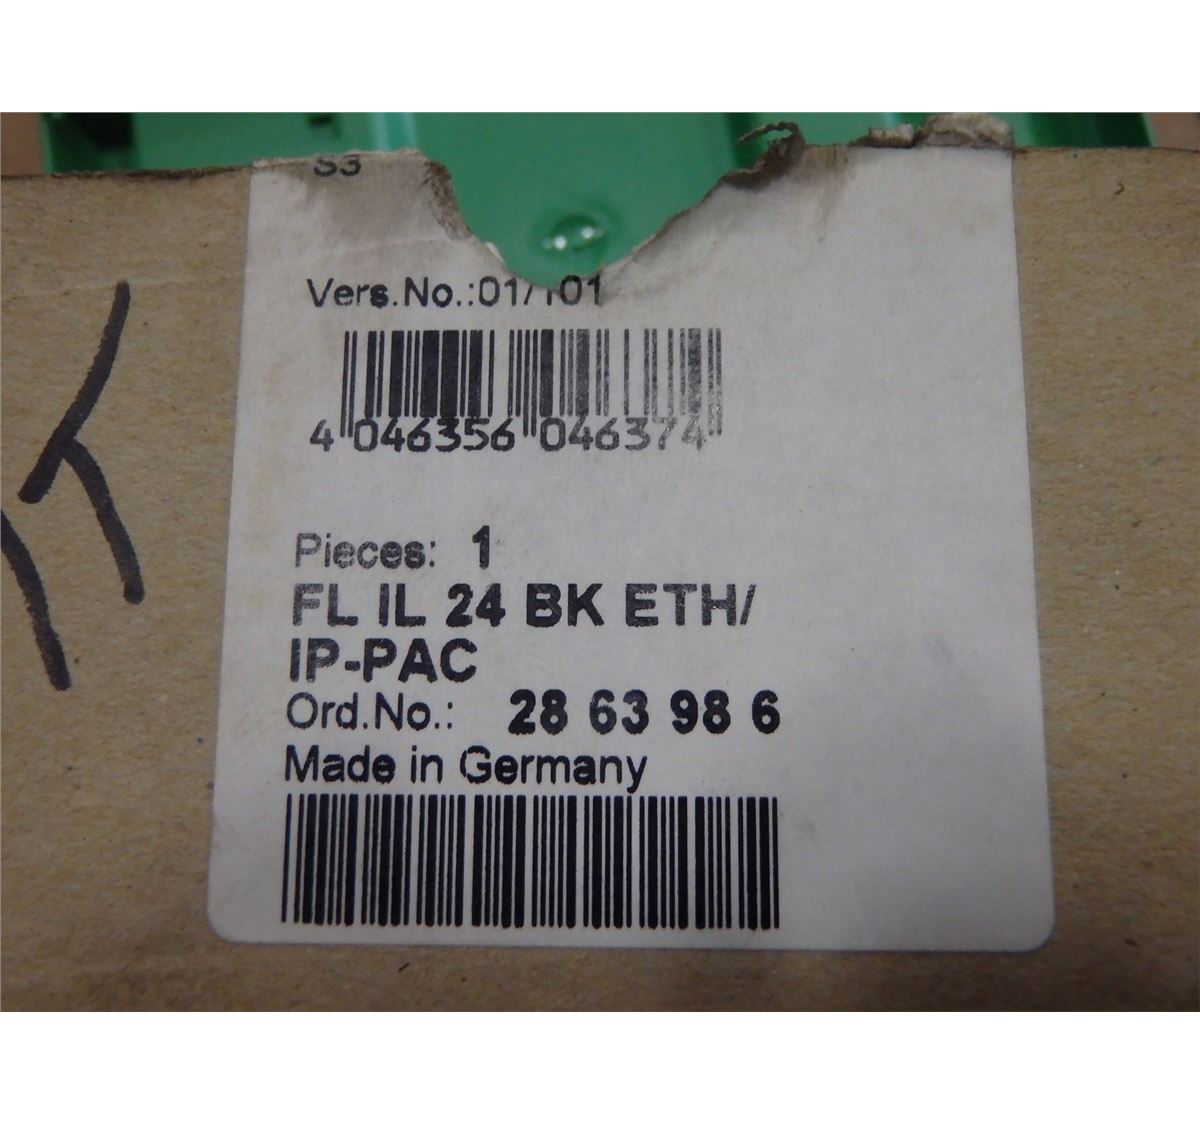 S3
Vers.No.:01/101
4 046356 046374
Pieces: 1
FL IL 24 BK ETH/
IP-PAC
Ord.No.: 28 63 98 6
Made in Germany